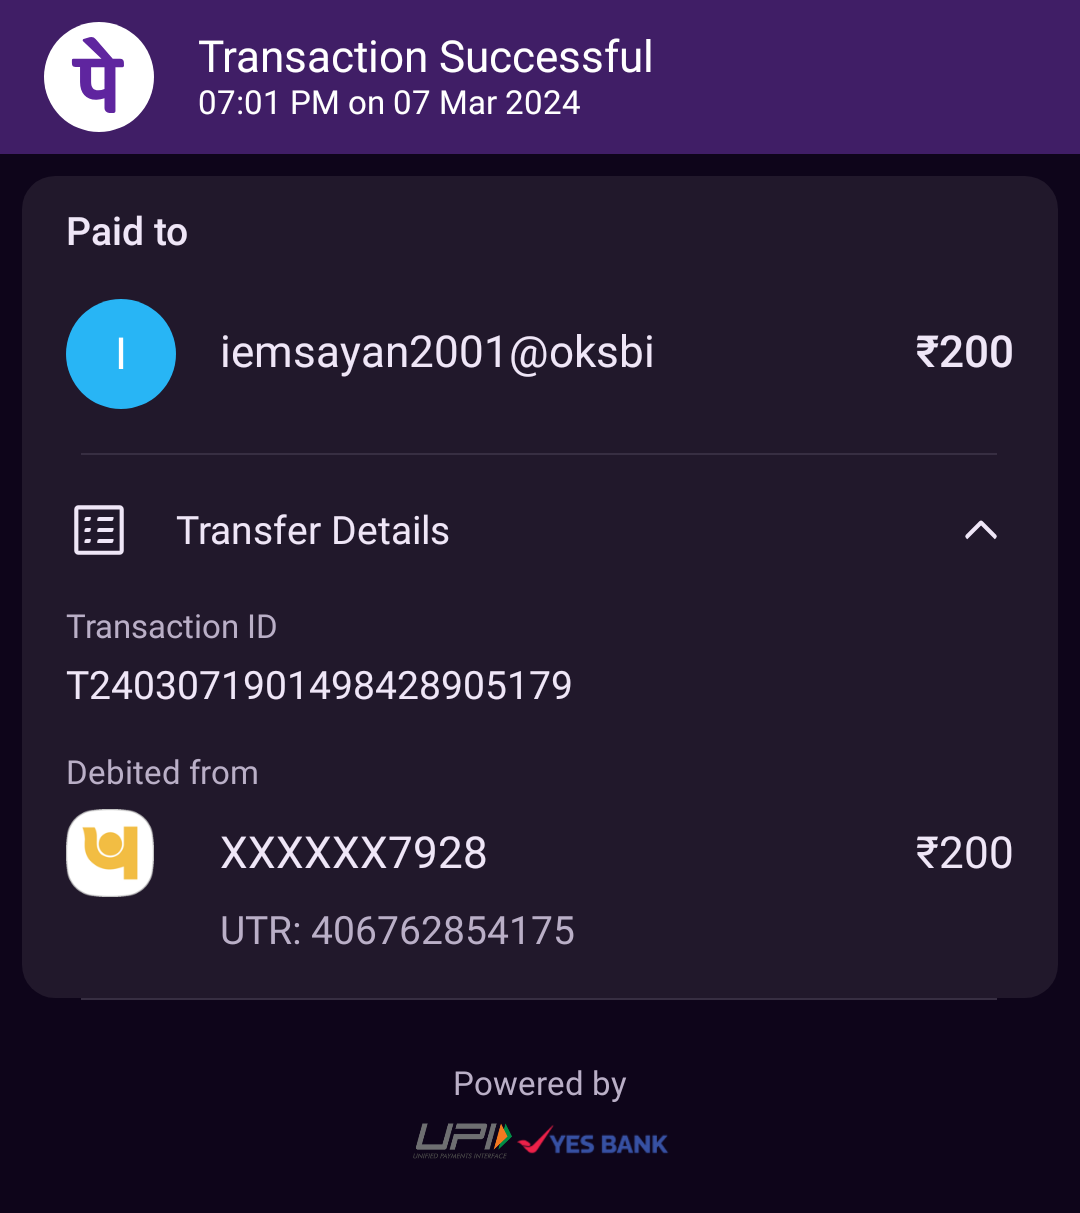 पे
Transaction Successful
07:01 PM on 07 Mar 2024
Paid to
I
iemsayan2001@oksbi
₹200
Transfer Details
Transaction ID
T2403071901498428905179
Debited from
XXXXXX7928
₹200
UTR: 406762854175
Powered by
UPI
UNIFIED PAYMENTS INTERFACE
YES BANK